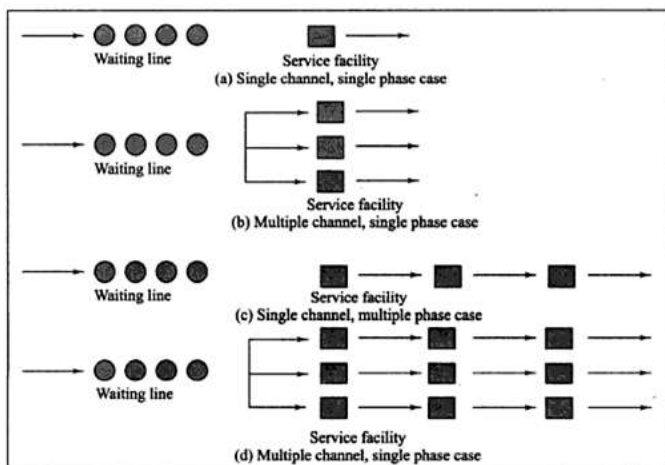 Waiting line
Service facility
(a) Single channel, single phase case
Waiting line
Service facility
(b) Multiple channel, single phase case
Waiting line
Service facility
(c) Single channel, multiple phase case
Waiting line
Service facility
(d) Multiple channel, single phase case